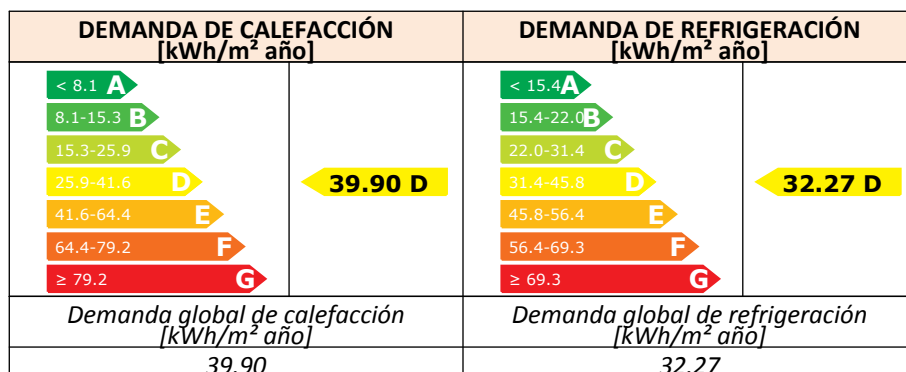 DEMANDA DE CALEFACCIÓN
[kWh/m² año]
DEMANDA DE REFRIGERACIÓN
[kWh/m² año]
< 8.1 A
8.1-15.3 B
15.3-25.9 C
25.9-41.6 D
41.6-64.4 E
64.4-79.2 F
≥ 79.2 G
39.90 D
< 15.4 A
15.4-22.0 B
22.0-31.4 C
31.4-45.8 D
45.8-56.4 E
56.4-69.3 F
≥ 69.3 G
32.27 D
Demanda global de calefacción
[kWh/m² año]
Demanda global de refrigeración
[kWh/m² año]
39.90
32.27